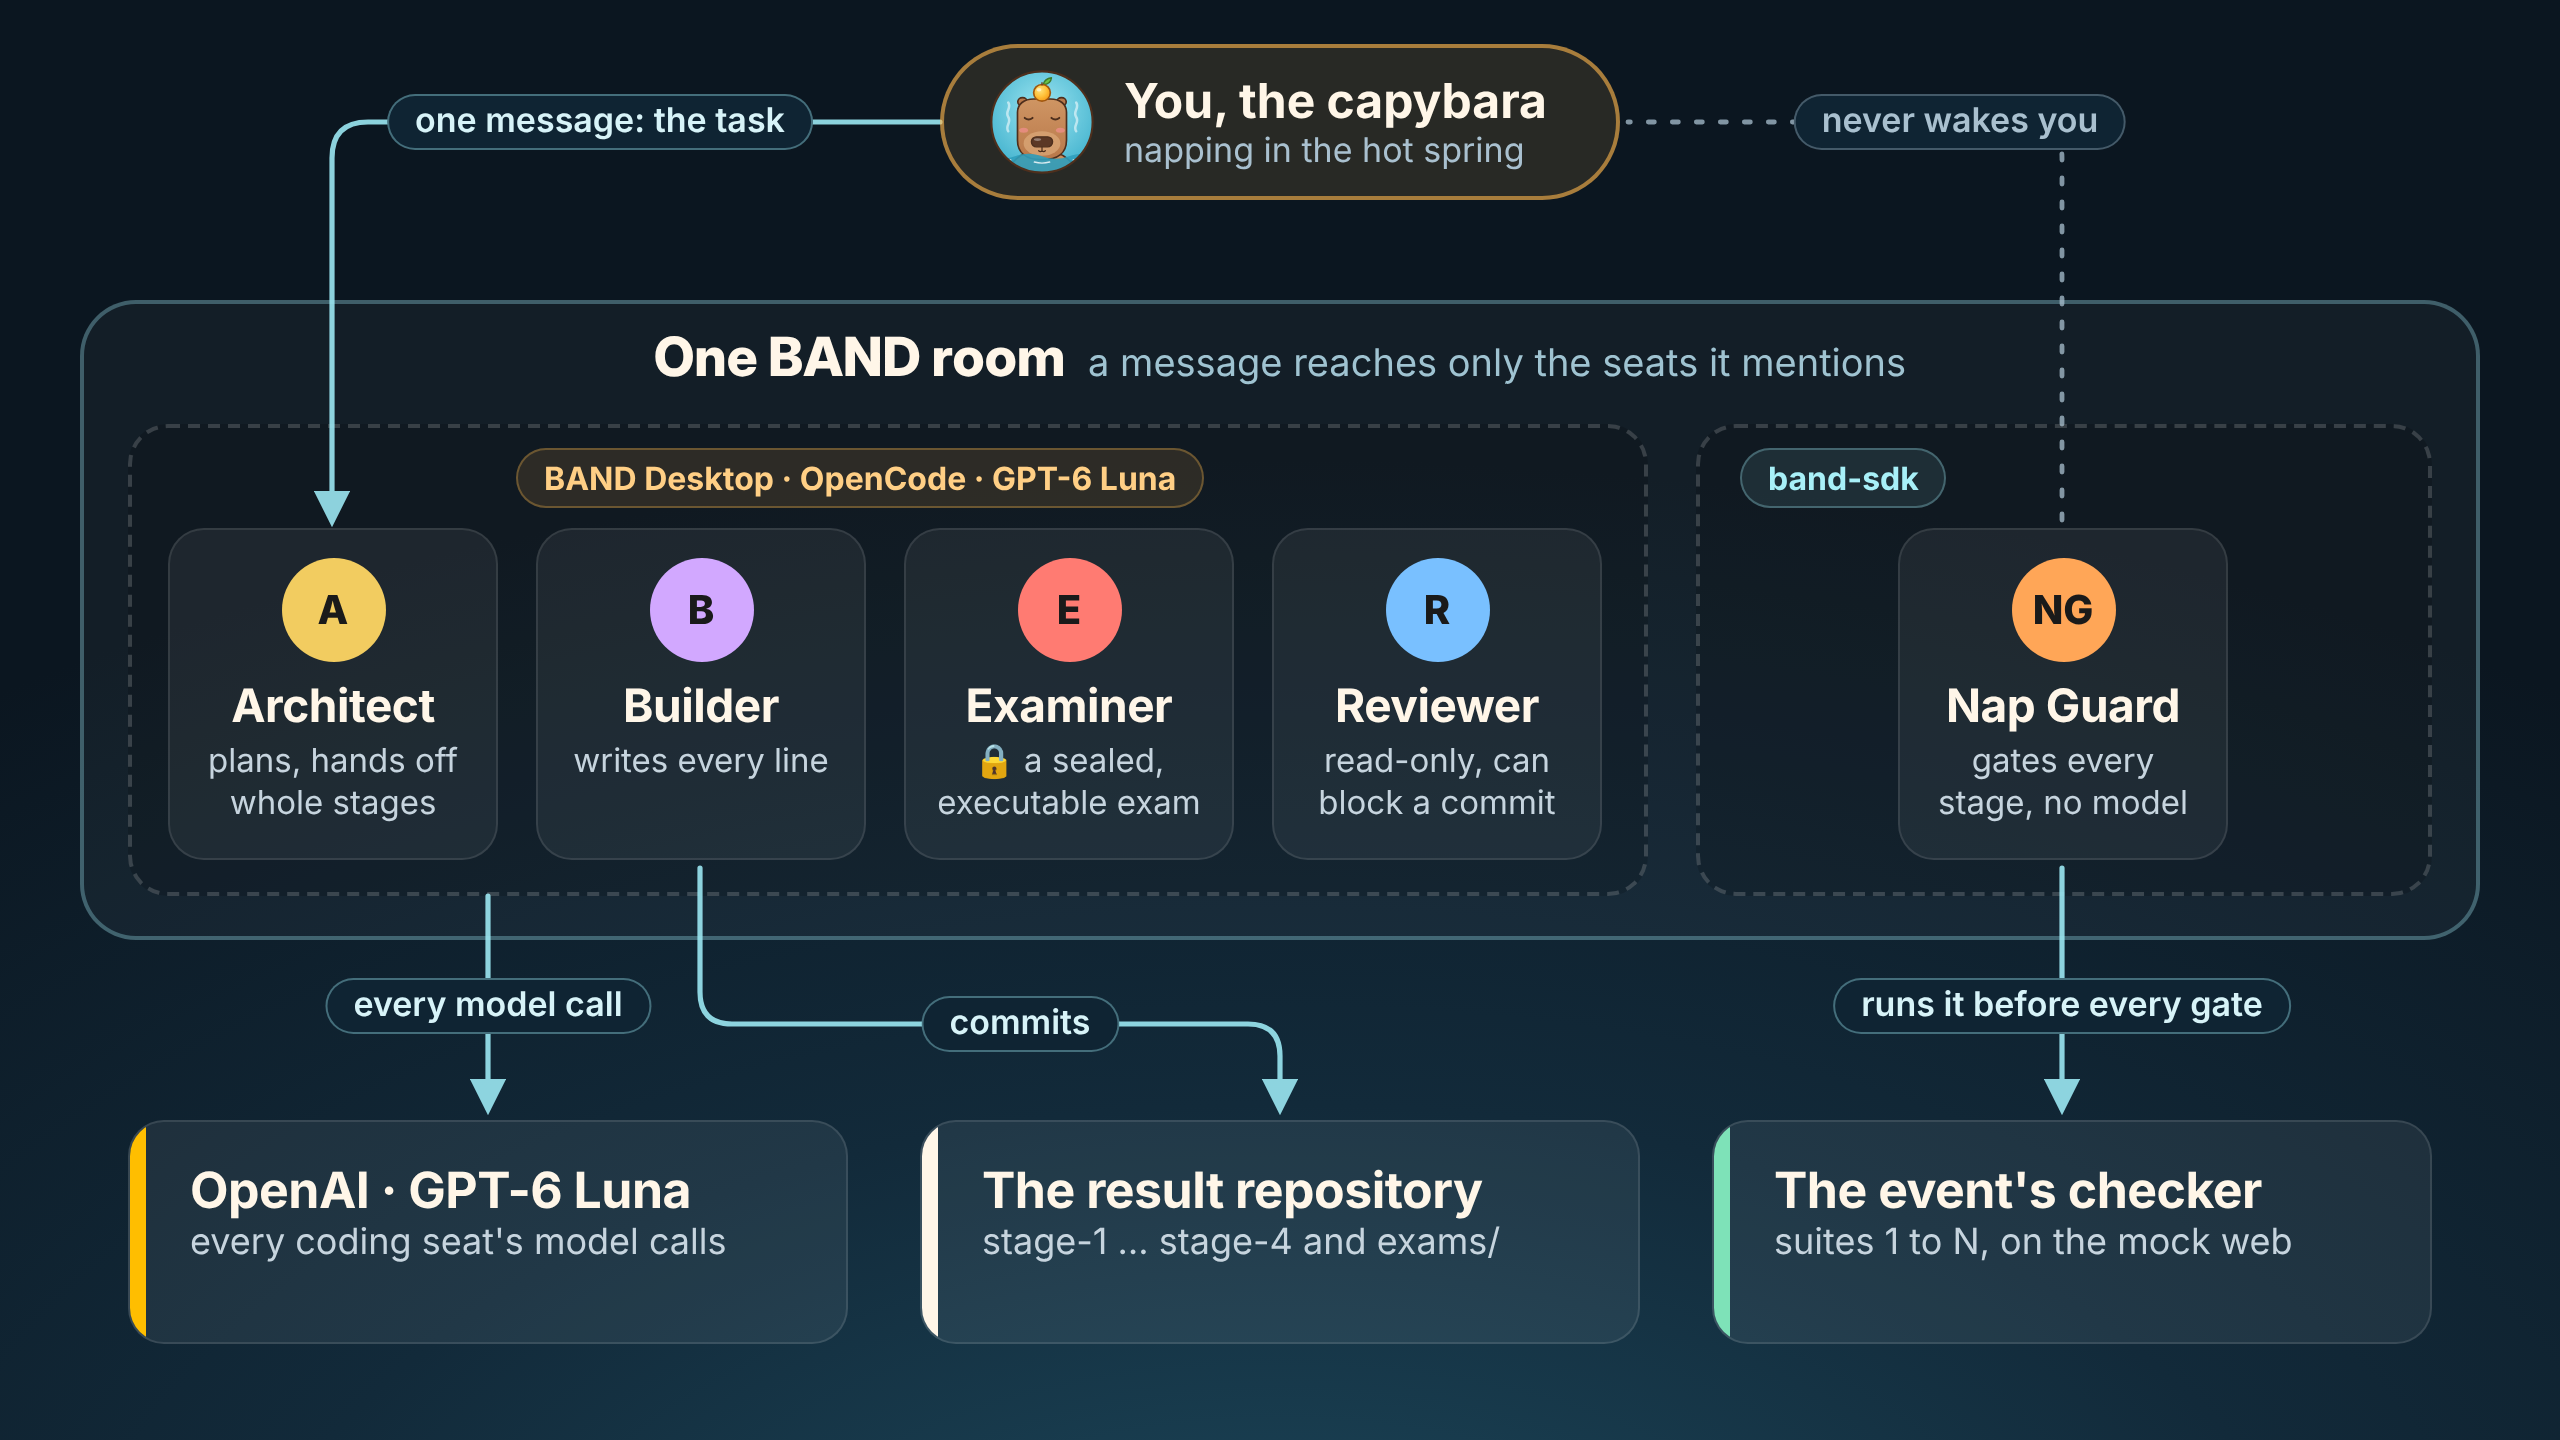 You, the capybara
napping in the hot spring
one message: the task
never wakes you
One BAND room a message reaches only the seats it mentions
BAND Desktop · OpenCode · GPT-6 Luna
band-sdk
A
Architect
plans, hands off
whole stages
B
Builder
writes every line
E
Examiner
🔒 a sealed,
executable exam
R
Reviewer
read-only, can
block a commit
NG
Nap Guard
gates every
stage, no model
every model call
commits
runs it before every gate
OpenAI · GPT-6 Luna
every coding seat's model calls
The result repository
stage-1 ... stage-4 and exams/
The event's checker
suites 1 to N, on the mock web